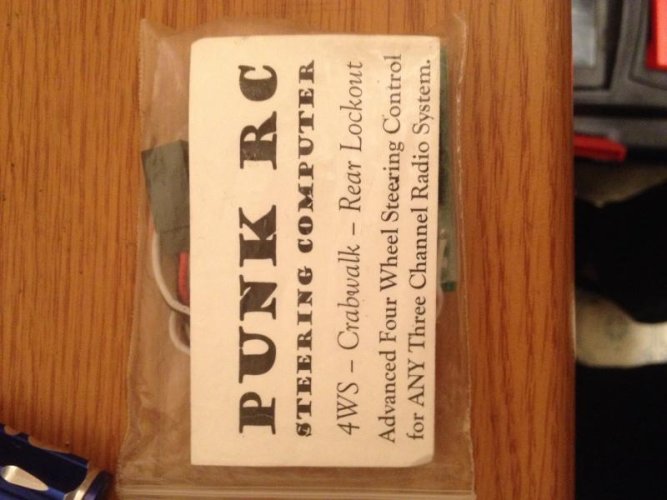 PUNK RC
STEERING COMPUTER
4WS – Crabwalk – Rear Lockout
Advanced Four Wheel Steering Control
for ANY Three Channel Radio System.